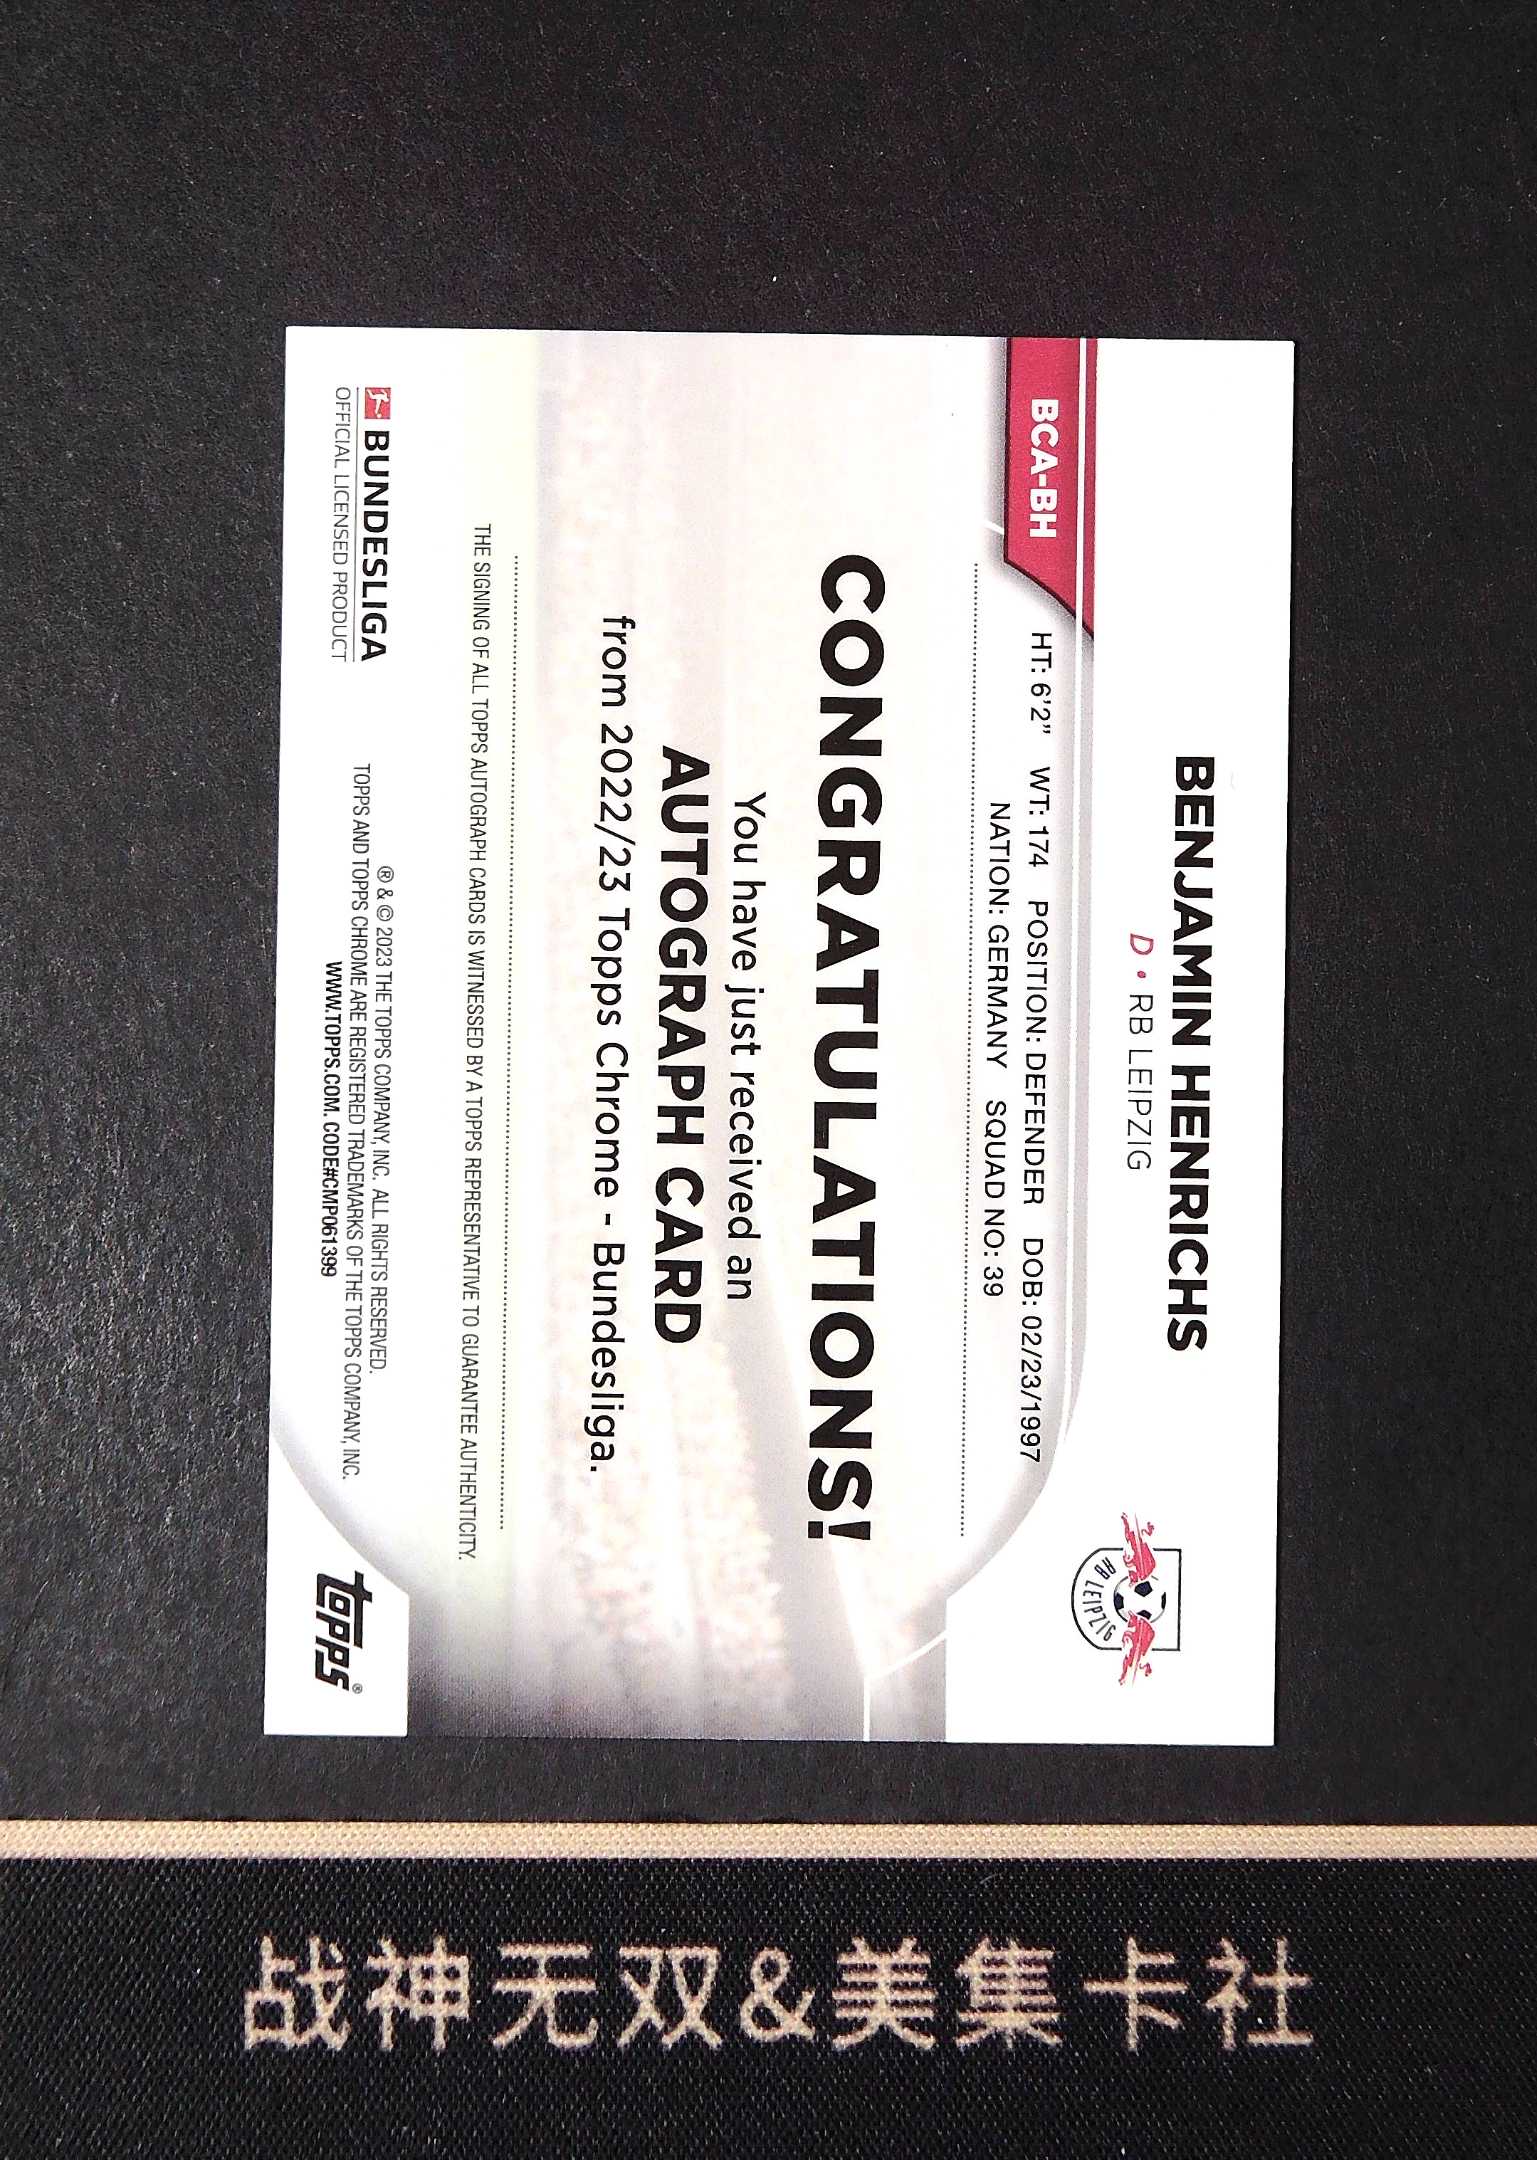 BENJAMIN HENRICHS
D • RB LEIPZIG
RB LEIPZIG
BCA-BH
HT: 6'2" WT: 174 POSITION: DEFENDER DOB: 02/23/1997
NATION: GERMANY SQUAD NO: 39
CONGRATULATIONS!
You have just received an
AUTOGRAPH CARD
from 2022/23 Topps Chrome - Bundesliga.
THE SIGNING OF ALL TOPPS AUTOGRAPH CARDS IS WITNESSED BY A TOPPS REPRESENTATIVE TO GUARANTEE AUTHENTICITY.
BUNDESLIGA
OFFICIAL LICENSED PRODUCT
® & © 2023 THE TOPPS COMPANY, INC. ALL RIGHTS RESERVED.
TOPPS AND TOPPS CHROME ARE REGISTERED TRADEMARKS OF THE TOPPS COMPANY, INC.
WWW.TOPPS.COM. CODE#CMP061399
topps®
战神无双&美集卡社